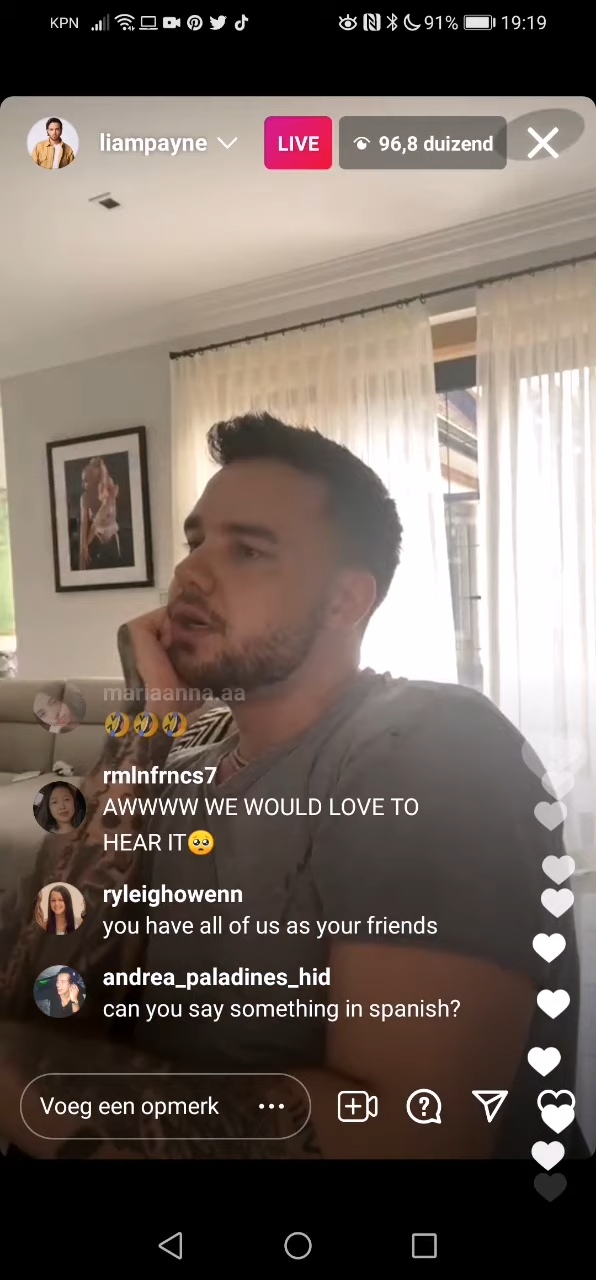 KPN 91% 19:19
liampayne LIVE 96,8 duizend
mariaanna.aa
🤣🤣🤣
rmlnfrncs7
AWWWW WE WOULD LOVE TO
HEAR IT🥺
ryleighowenn
you have all of us as your friends
andrea_paladines_hid
can you say something in spanish?
Voeg een opmerk